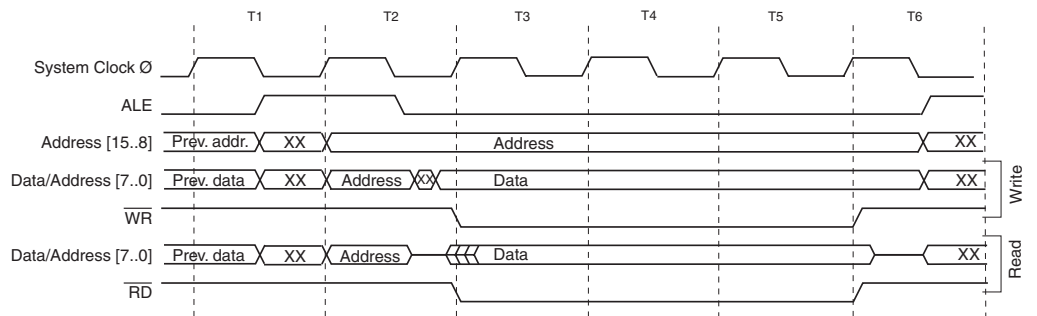 T1 T2 T3 T4 T5 T6
System Clock Ø
ALE
Address [15..8] Prev. addr. XX Address XX
Data/Address [7..0] Prev. data XX Address XX Data XX
WR
Write
Data/Address [7..0] Prev. data XX Address Data XX
RD
Read